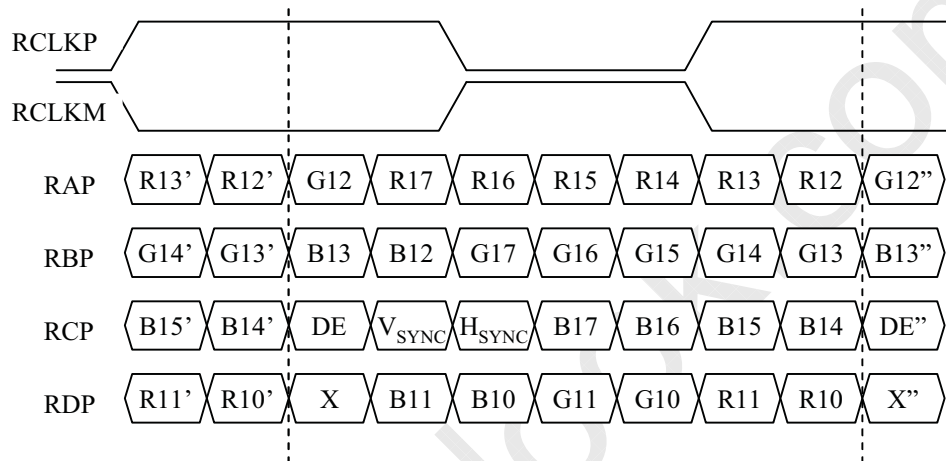 RCLKP
RCLKM
RAP R13’ R12’ G12 R17 R16 R15 R14 R13 R12 G12”
RBP G14’ G13’ B13 B12 G17 G16 G15 G14 G13 B13”
RCP B15’ B14’ DE VSYNC HSYNC B17 B16 B15 B14 DE”
RDP R11’ R10’ X B11 B10 G11 G10 R11 R10 X”